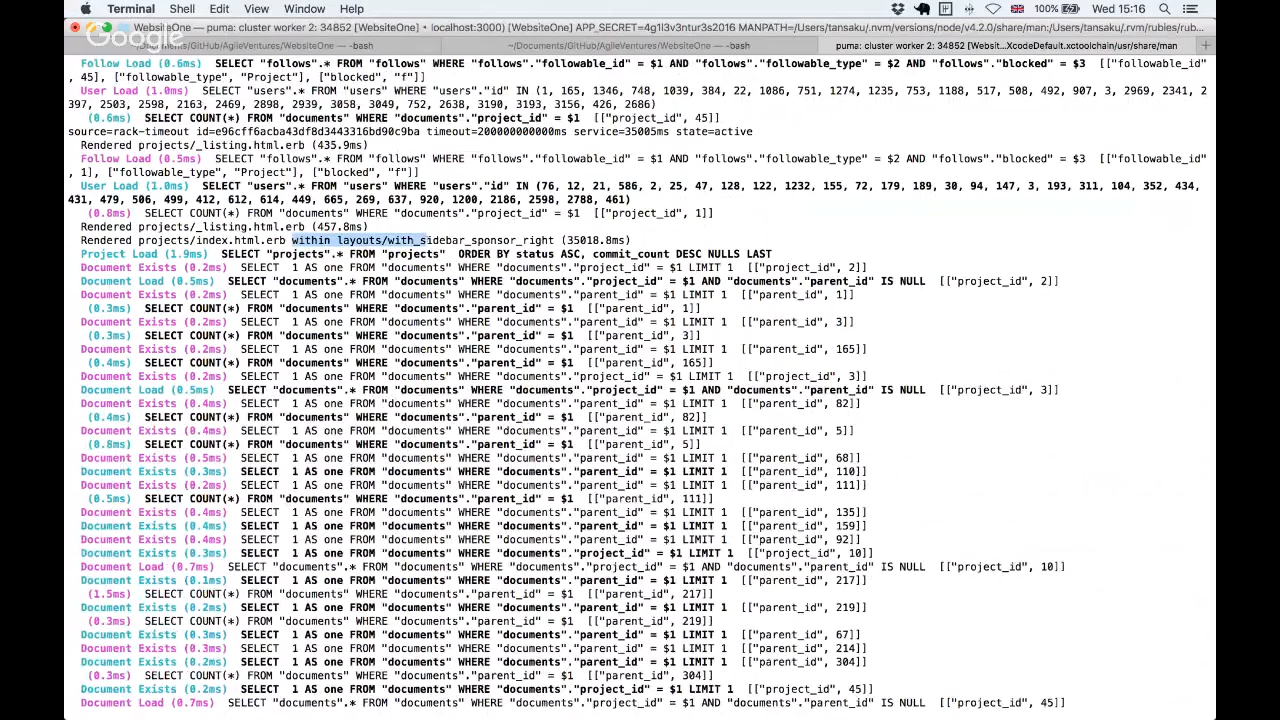 Terminal Shell Edit View Window Help 100% Wed 15:16
WebsiteOne — puma: cluster worker 2: 34852 [WebsiteOne] • localhost:3000) [WebsiteOne] APP_SECRET=4g1l3v3ntur3s2016 MANPATH=/Users/tansaku/.rvm/versions/node/v4.2.0/share/man:/Users/tansaku/.rvm/rubies/rub...
Google
~/Documents/GitHub/AgileVentures/WebsiteOne — -bash ~/Documents/GitHub/AgileVentures/WebsiteOne — -bash puma: cluster worker 2: 34852 [Websit...XcodeDefault.xctoolchain/usr/share/man
Follow Load (0.6ms) SELECT "follows".* FROM "follows" WHERE "follows"."followable_id" = $1 AND "follows"."followable_type" = $2 AND "follows"."blocked" = $3 [["followable_id"
, 45], ["followable_type", "Project"], ["blocked", "f"]]
User Load (1.0ms) SELECT "users".* FROM "users" WHERE "users"."id" IN (1, 165, 1346, 748, 1039, 384, 22, 1086, 751, 1274, 1235, 753, 1188, 517, 508, 492, 907, 3, 2969, 2341, 2
397, 2503, 2598, 2163, 2469, 2898, 2939, 3058, 3049, 752, 2638, 3190, 3193, 3156, 426, 2686)
(0.6ms) SELECT COUNT(*) FROM "documents" WHERE "documents"."project_id" = $1 [["project_id", 45]]
source=rack-timeout id=e96cff6acba43df8d3443316bd90c9ba timeout=200000000000ms service=35005ms state=active
Rendered projects/_listing.html.erb (435.9ms)
Follow Load (0.5ms) SELECT "follows".* FROM "follows" WHERE "follows"."followable_id" = $1 AND "follows"."followable_type" = $2 AND "follows"."blocked" = $3 [["followable_id"
, 1], ["followable_type", "Project"], ["blocked", "f"]]
User Load (1.0ms) SELECT "users".* FROM "users" WHERE "users"."id" IN (76, 12, 21, 586, 2, 25, 47, 128, 122, 1232, 155, 72, 179, 189, 30, 94, 147, 3, 193, 311, 104, 352, 434,
431, 479, 506, 499, 412, 612, 614, 449, 665, 269, 637, 920, 1200, 2186, 2598, 2788, 461)
(0.8ms) SELECT COUNT(*) FROM "documents" WHERE "documents"."project_id" = $1 [["project_id", 1]]
Rendered projects/_listing.html.erb (457.8ms)
Rendered projects/index.html.erb within layouts/with_sidebar_sponsor_right (35018.8ms)
Project Load (1.9ms) SELECT "projects".* FROM "projects" ORDER BY status ASC, commit_count DESC NULLS LAST
Document Exists (0.2ms) SELECT 1 AS one FROM "documents" WHERE "documents"."project_id" = $1 LIMIT 1 [["project_id", 2]]
Document Load (0.5ms) SELECT "documents".* FROM "documents" WHERE "documents"."project_id" = $1 AND "documents"."parent_id" IS NULL [["project_id", 2]]
Document Exists (0.2ms) SELECT 1 AS one FROM "documents" WHERE "documents"."parent_id" = $1 LIMIT 1 [["parent_id", 1]]
(0.3ms) SELECT COUNT(*) FROM "documents" WHERE "documents"."parent_id" = $1 [["parent_id", 1]]
Document Exists (0.2ms) SELECT 1 AS one FROM "documents" WHERE "documents"."parent_id" = $1 LIMIT 1 [["parent_id", 3]]
(0.3ms) SELECT COUNT(*) FROM "documents" WHERE "documents"."parent_id" = $1 [["parent_id", 3]]
Document Exists (0.2ms) SELECT 1 AS one FROM "documents" WHERE "documents"."parent_id" = $1 LIMIT 1 [["parent_id", 165]]
(0.4ms) SELECT COUNT(*) FROM "documents" WHERE "documents"."parent_id" = $1 [["parent_id", 165]]
Document Exists (0.2ms) SELECT 1 AS one FROM "documents" WHERE "documents"."project_id" = $1 LIMIT 1 [["project_id", 3]]
Document Load (0.5ms) SELECT "documents".* FROM "documents" WHERE "documents"."project_id" = $1 AND "documents"."parent_id" IS NULL [["project_id", 3]]
Document Exists (0.4ms) SELECT 1 AS one FROM "documents" WHERE "documents"."parent_id" = $1 LIMIT 1 [["parent_id", 82]]
(0.4ms) SELECT COUNT(*) FROM "documents" WHERE "documents"."parent_id" = $1 [["parent_id", 82]]
Document Exists (0.4ms) SELECT 1 AS one FROM "documents" WHERE "documents"."parent_id" = $1 LIMIT 1 [["parent_id", 5]]
(0.8ms) SELECT COUNT(*) FROM "documents" WHERE "documents"."parent_id" = $1 [["parent_id", 5]]
Document Exists (0.5ms) SELECT 1 AS one FROM "documents" WHERE "documents"."parent_id" = $1 LIMIT 1 [["parent_id", 68]]
Document Exists (0.3ms) SELECT 1 AS one FROM "documents" WHERE "documents"."parent_id" = $1 LIMIT 1 [["parent_id", 110]]
Document Exists (0.2ms) SELECT 1 AS one FROM "documents" WHERE "documents"."parent_id" = $1 LIMIT 1 [["parent_id", 111]]
(0.5ms) SELECT COUNT(*) FROM "documents" WHERE "documents"."parent_id" = $1 [["parent_id", 111]]
Document Exists (0.4ms) SELECT 1 AS one FROM "documents" WHERE "documents"."parent_id" = $1 LIMIT 1 [["parent_id", 135]]
Document Exists (0.4ms) SELECT 1 AS one FROM "documents" WHERE "documents"."parent_id" = $1 LIMIT 1 [["parent_id", 159]]
Document Exists (0.4ms) SELECT 1 AS one FROM "documents" WHERE "documents"."parent_id" = $1 LIMIT 1 [["parent_id", 92]]
Document Exists (0.3ms) SELECT 1 AS one FROM "documents" WHERE "documents"."project_id" = $1 LIMIT 1 [["project_id", 10]]
Document Load (0.7ms) SELECT "documents".* FROM "documents" WHERE "documents"."project_id" = $1 AND "documents"."parent_id" IS NULL [["project_id", 10]]
Document Exists (0.1ms) SELECT 1 AS one FROM "documents" WHERE "documents"."parent_id" = $1 LIMIT 1 [["parent_id", 217]]
(1.5ms) SELECT COUNT(*) FROM "documents" WHERE "documents"."parent_id" = $1 [["parent_id", 217]]
Document Exists (0.2ms) SELECT 1 AS one FROM "documents" WHERE "documents"."parent_id" = $1 LIMIT 1 [["parent_id", 219]]
(0.3ms) SELECT COUNT(*) FROM "documents" WHERE "documents"."parent_id" = $1 [["parent_id", 219]]
Document Exists (0.3ms) SELECT 1 AS one FROM "documents" WHERE "documents"."parent_id" = $1 LIMIT 1 [["parent_id", 67]]
Document Exists (0.3ms) SELECT 1 AS one FROM "documents" WHERE "documents"."parent_id" = $1 LIMIT 1 [["parent_id", 214]]
Document Exists (0.2ms) SELECT 1 AS one FROM "documents" WHERE "documents"."parent_id" = $1 LIMIT 1 [["parent_id", 304]]
(0.3ms) SELECT COUNT(*) FROM "documents" WHERE "documents"."parent_id" = $1 [["parent_id", 304]]
Document Exists (0.2ms) SELECT 1 AS one FROM "documents" WHERE "documents"."project_id" = $1 LIMIT 1 [["project_id", 45]]
Document Load (0.7ms) SELECT "documents".* FROM "documents" WHERE "documents"."project_id" = $1 AND "documents"."parent_id" IS NULL [["project_id", 45]]